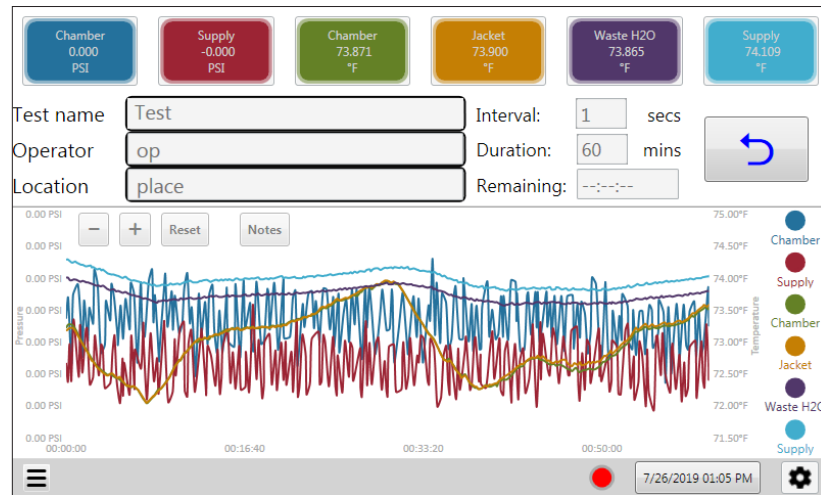 Chamber
0.000
PSI
Supply
-0.000
PSI
Chamber
73.871
°F
Jacket
73.900
°F
Waste H2O
73.865
°F
Supply
74.109
°F
Test name Test
Interval: 1 secs
Operator op
Duration: 60 mins
Location place
Remaining: --:--:--
− + Reset Notes
0.00 PSI
0.00 PSI
0.00 PSI
0.00 PSI
0.00 PSI
0.00 PSI
0.00 PSI
0.00 PSI
Pressure
00:00:00 00:16:40 00:33:20 00:50:00
75.00°F
74.50°F
74.00°F
73.50°F
73.00°F
72.50°F
72.00°F
71.50°F
Temperature
Chamber
Supply
Chamber
Jacket
Waste H2O
Supply
7/26/2019 01:05 PM